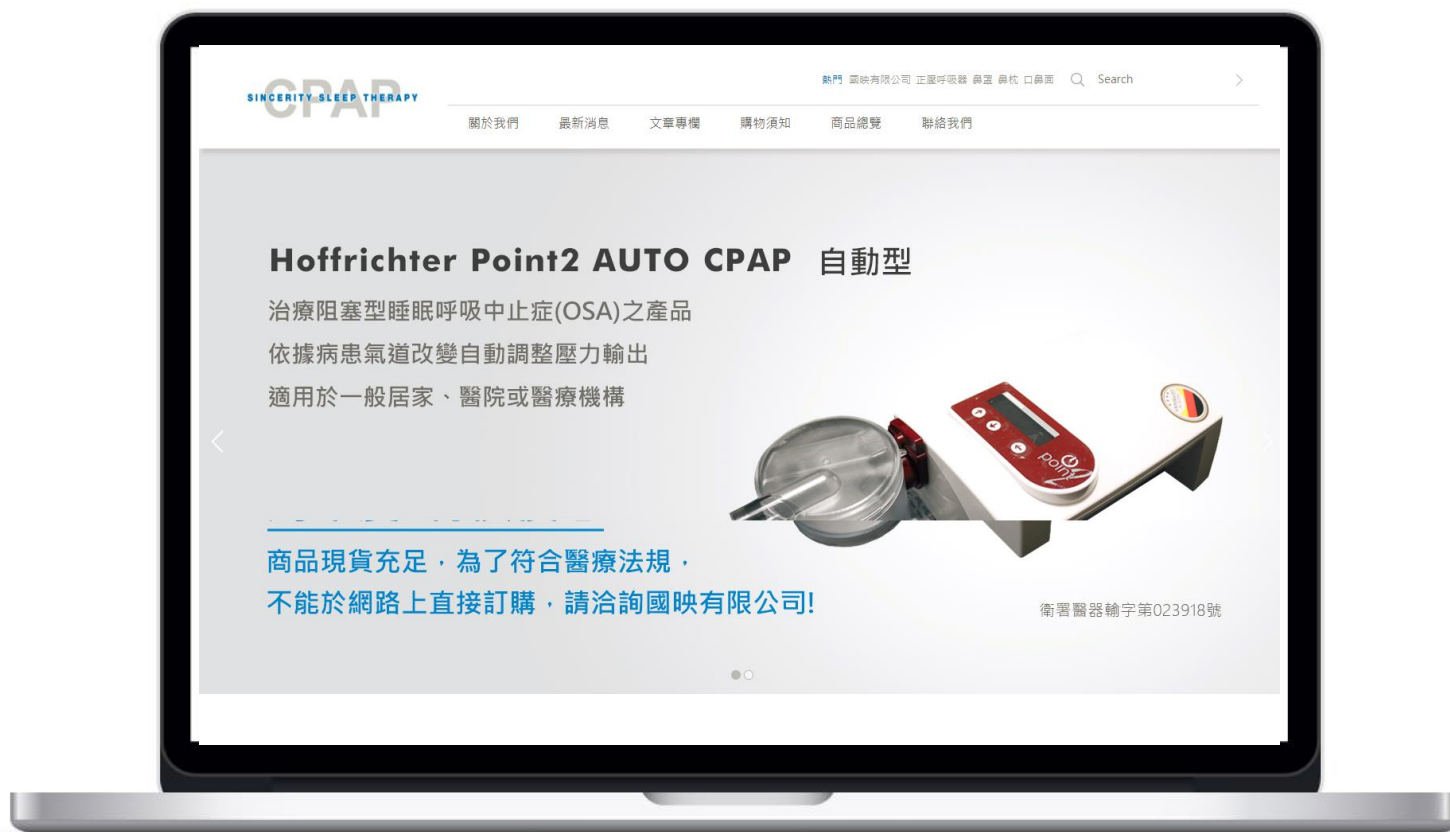 CPAP
SINCERITY SLEEP THERAPY
熱門 國映有限公司 正壓呼吸器 鼻罩 鼻枕 口鼻面 Search
關於我們 最新消息 文章專欄 購物須知 商品總覽 聯絡我們
Hoffrichter Point2 AUTO CPAP 自動型
治療阻塞型睡眠呼吸中止症(OSA)之產品
依據病患氣道改變自動調整壓力輸出
適用於一般居家、醫院或醫療機構
point2
商品現貨充足，為了符合醫療法規，
不能於網路上直接訂購，請洽詢國映有限公司!
衛署醫器輸字第023918號